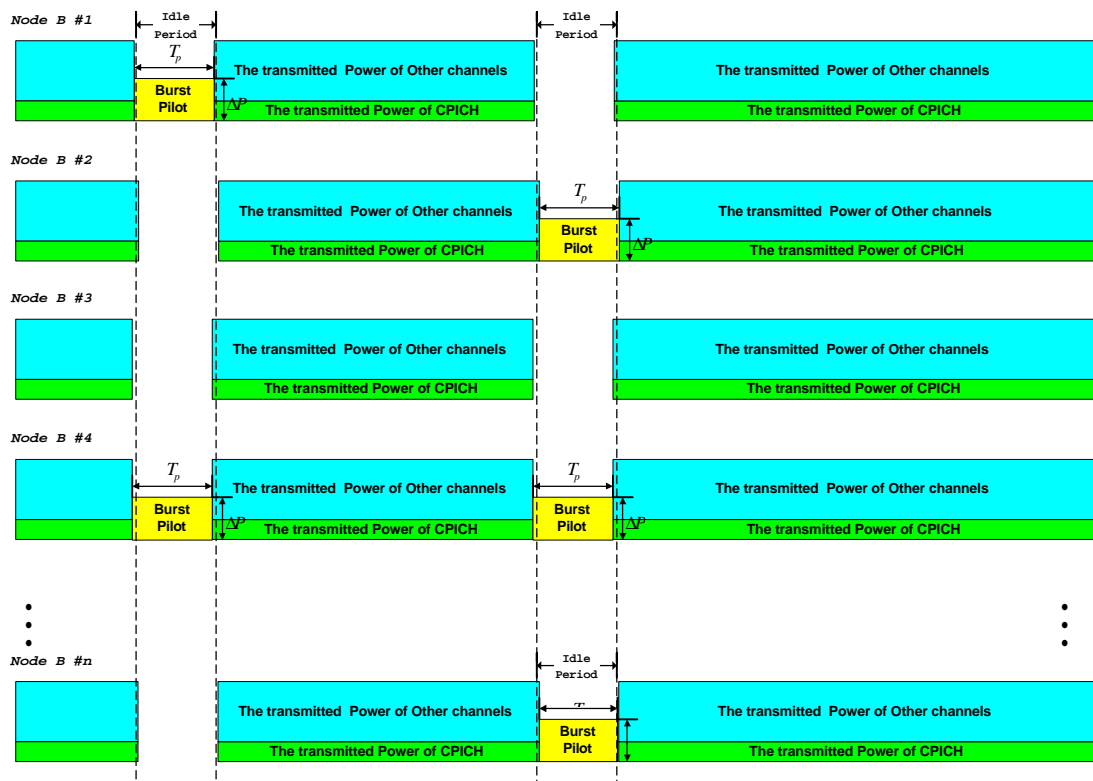 Node B #1
Idle
Period
Idle
Period
T_p
The transmitted Power of Other channels
The transmitted Power of Other channels
Burst
Pilot
ΔP
The transmitted Power of CPICH
The transmitted Power of CPICH
Node B #2
T_p
The transmitted Power of Other channels
The transmitted Power of Other channels
Burst
Pilot
ΔP
The transmitted Power of CPICH
The transmitted Power of CPICH
Node B #3
The transmitted Power of Other channels
The transmitted Power of Other channels
The transmitted Power of CPICH
The transmitted Power of CPICH
Node B #4
T_p
T_p
The transmitted Power of Other channels
The transmitted Power of Other channels
Burst
Pilot
ΔP
Burst
Pilot
ΔP
The transmitted Power of CPICH
The transmitted Power of CPICH
Node B #n
Idle
Period
The transmitted Power of Other channels
The transmitted Power of Other channels
Burst
Pilot
The transmitted Power of CPICH
The transmitted Power of CPICH